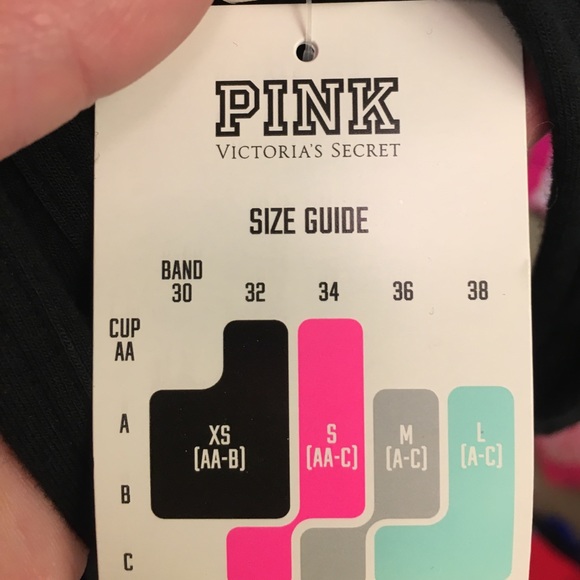 PINK
VICTORIA'S SECRET
SIZE GUIDE
BAND
30 32 34 36 38
CUP
AA
A
XS S M L
[AA-B] [AA-C] [A-C] [A-C]
B
C